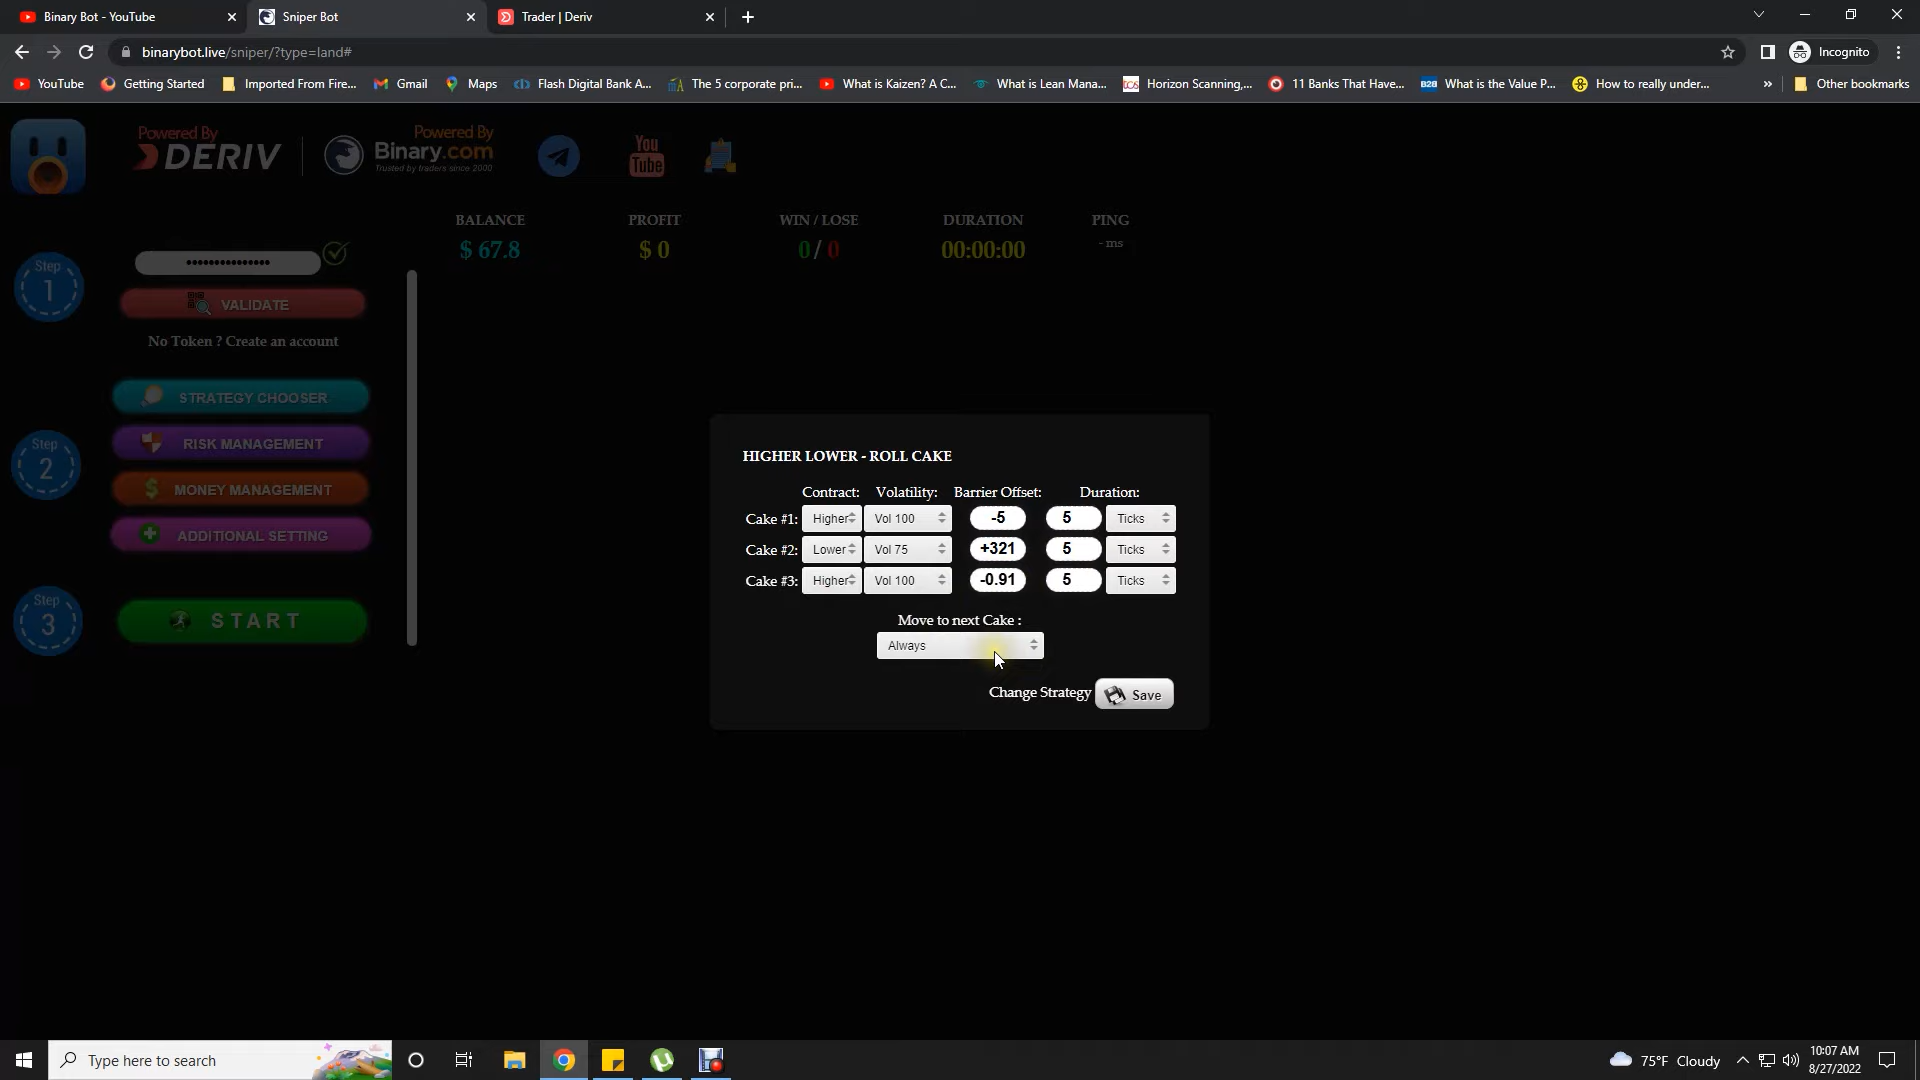 Binary Bot - YouTube
Sniper Bot
Trader | Deriv
binarybot.live/sniper/?type=land#
Incognito
YouTube
Getting Started
Imported From Fire...
Gmail
Maps
Flash Digital Bank A...
The 5 corporate pri...
What is Kaizen? A C...
What is Lean Mana...
Horizon Scanning,...
11 Banks That Have...
What is the Value P...
How to really under...
»
Other bookmarks
Powered By
DERIV
Powered By
Binary.com
Trusted by traders since 2000
You
Tube
BALANCE PROFIT WIN / LOSE DURATION PING
$ 67.8 $ 0 0 / 0 00:00:00 - ms
Step
1
VALIDATE
No Token ? Create an account
STRATEGY CHOOSER
Step
2
RISK MANAGEMENT
MONEY MANAGEMENT
ADDITIONAL SETTING
Step
3
START
HIGHER LOWER - ROLL CAKE
Contract: Volatility: Barrier Offset: Duration:
Cake #1: Higher Vol 100 -5 5 Ticks
Cake #2: Lower Vol 75 +321 5 Ticks
Cake #3: Higher Vol 100 -0.91 5 Ticks
Move to next Cake :
Always
Change Strategy Save
Type here to search
75°F Cloudy
10:07 AM
8/27/2022